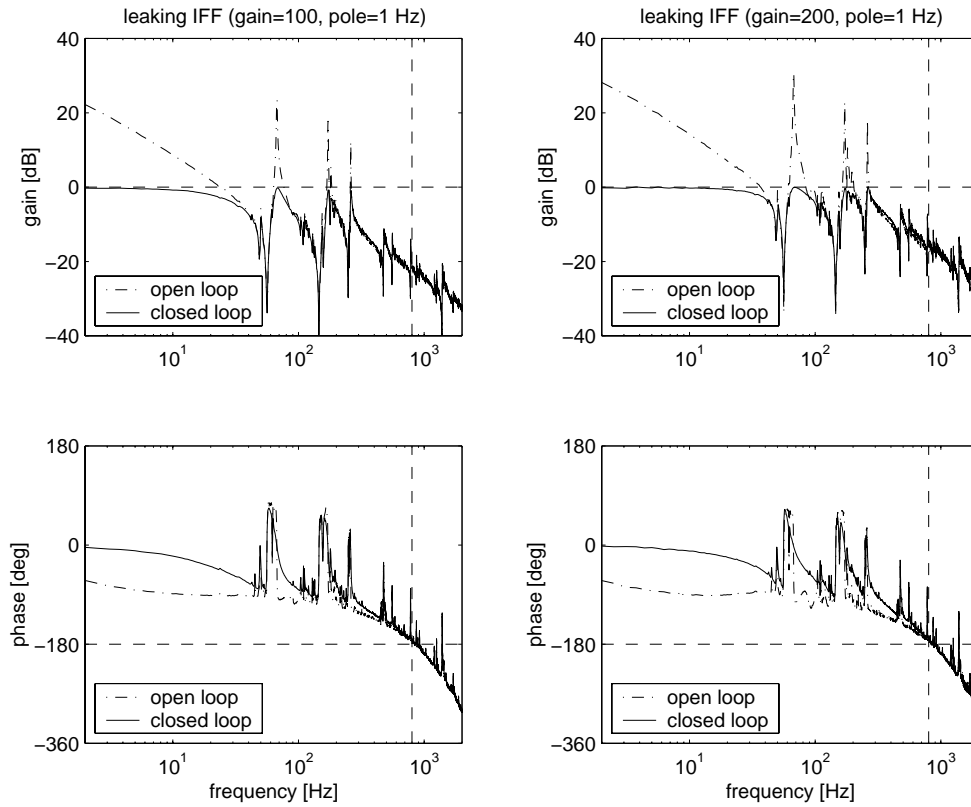 leaking IFF (gain=100, pole=1 Hz)
40
20
0
−20
−40
gain [dB]
open loop
closed loop
10^1
10^2
10^3
leaking IFF (gain=200, pole=1 Hz)
40
20
0
−20
−40
gain [dB]
open loop
closed loop
10^1
10^2
10^3
180
0
−180
−360
phase [deg]
open loop
closed loop
10^1
10^2
10^3
frequency [Hz]
180
0
−180
−360
phase [deg]
open loop
closed loop
10^1
10^2
10^3
frequency [Hz]